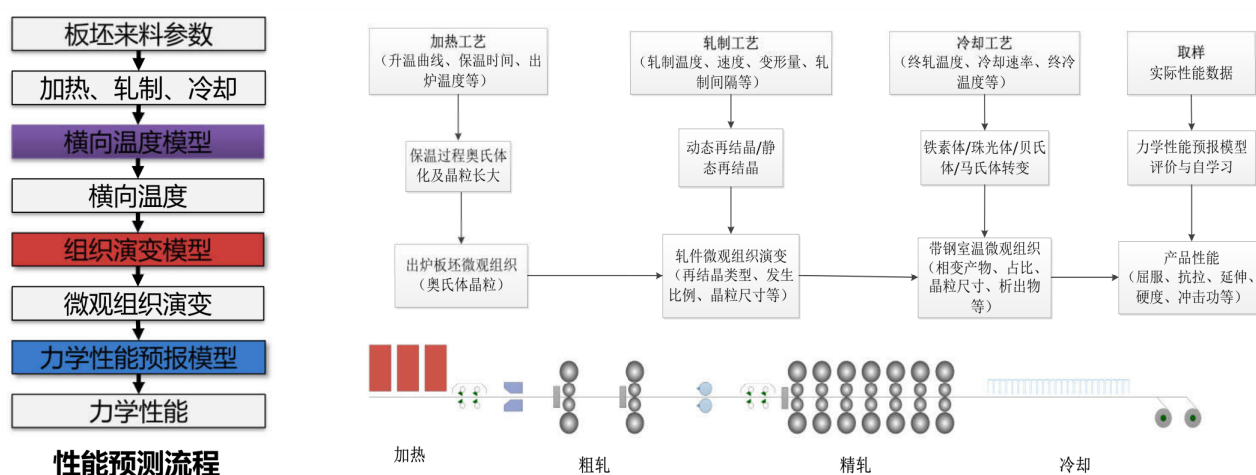 板坯来料参数
加热、轧制、冷却
横向温度模型
横向温度
组织演变模型
微观组织演变
力学性能预报模型
力学性能
性能预测流程
加热工艺
（升温曲线、保温时间、出
炉温度等）
保温过程奥氏体
化及晶粒长大
出炉板坯微观组织
（奥氏体晶粒）
轧制工艺
（轧制温度、速度、变形量、轧
制间隔等）
动态再结晶/静
态再结晶
轧件微观组织演变
（再结晶类型、发生
比例、晶粒尺寸等）
冷却工艺
（终轧温度、冷却速率、终冷
温度等）
铁素体/珠光体/贝氏
体/马氏体转变
带钢室温微观组织
（相变产物、占比、
晶粒尺寸、析出物
等）
取样
实际性能数据
力学性能预报模型
评价与自学习
产品性能
（屈服、抗拉、延伸、
硬度、冲击功等）
加热
粗轧
精轧
冷却